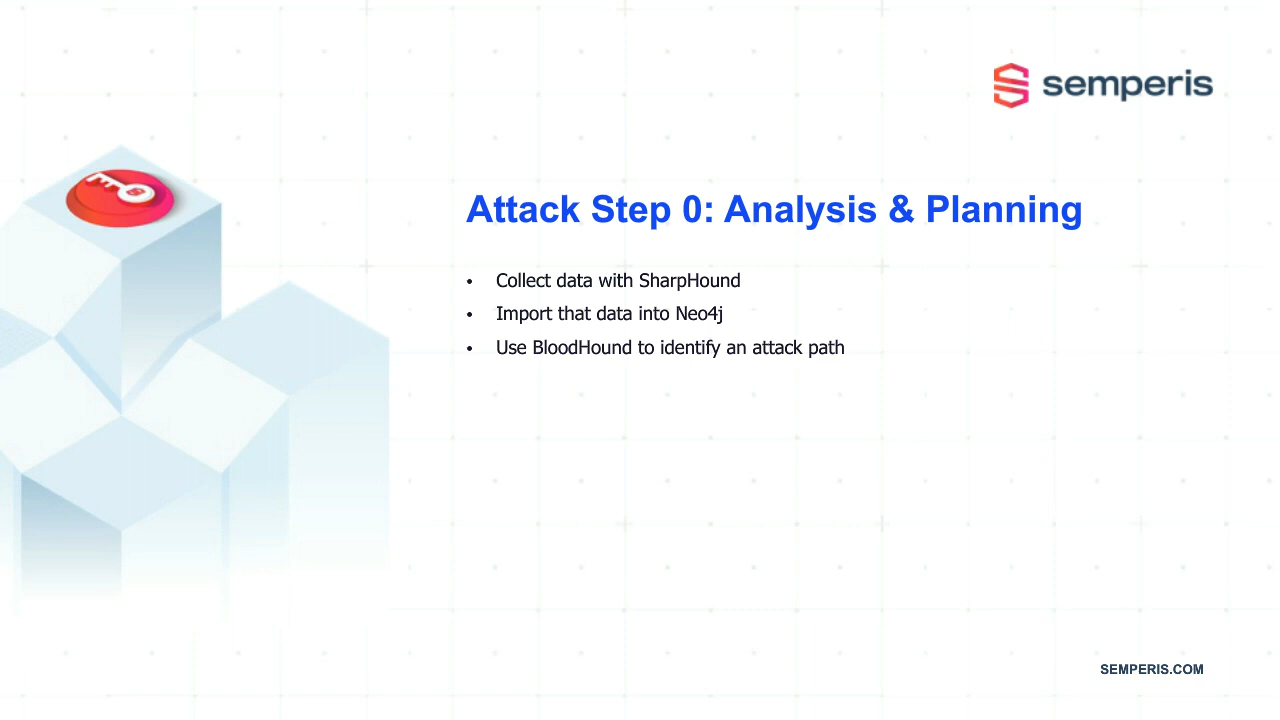 semperis
Attack Step 0: Analysis & Planning
• Collect data with SharpHound
• Import that data into Neo4j
• Use BloodHound to identify an attack path
SEMPERIS.COM